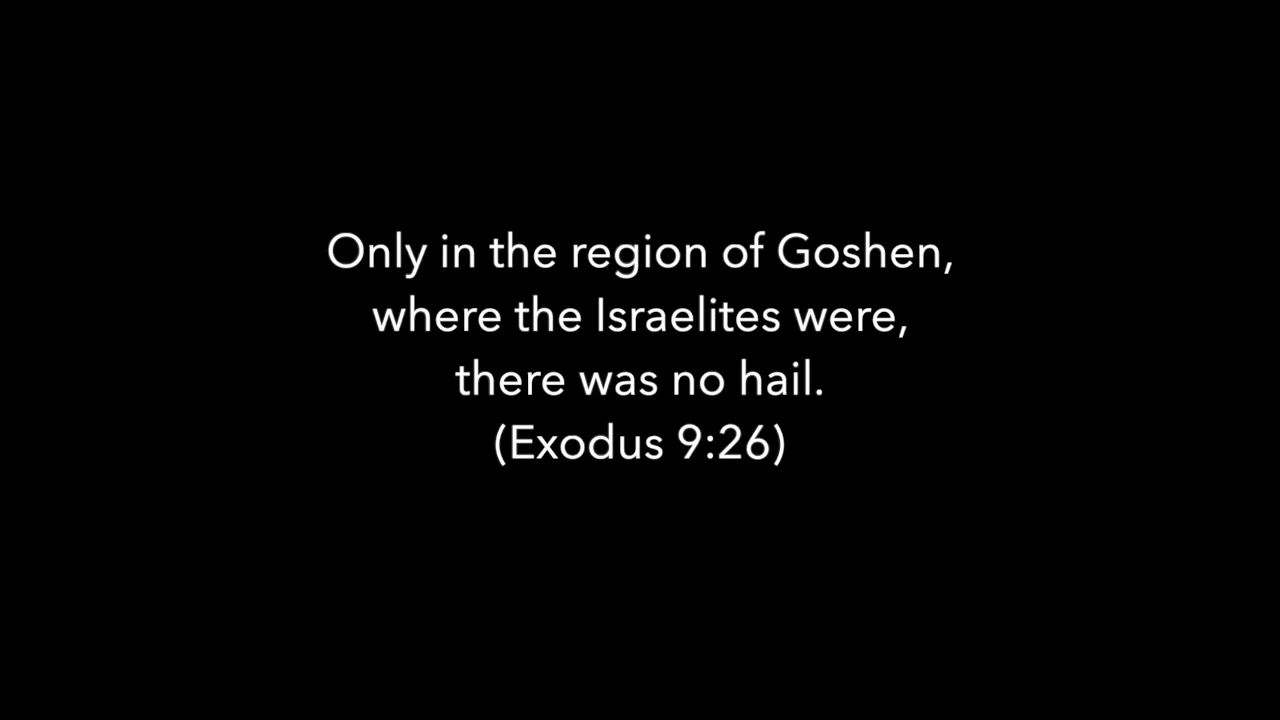 Only in the region of Goshen,
where the Israelites were,
there was no hail.
(Exodus 9:26)